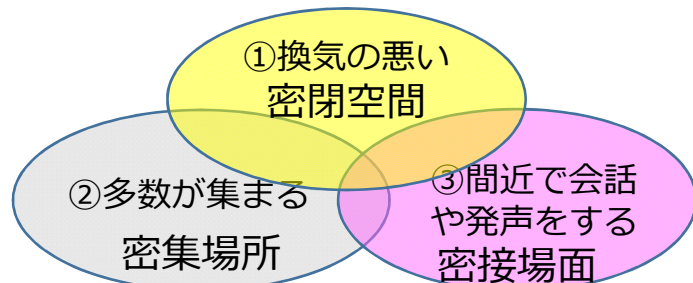 ①換気の悪い
密閉空間
②多数が集まる
密集場所
③間近で会話
や発声をする
密接場面